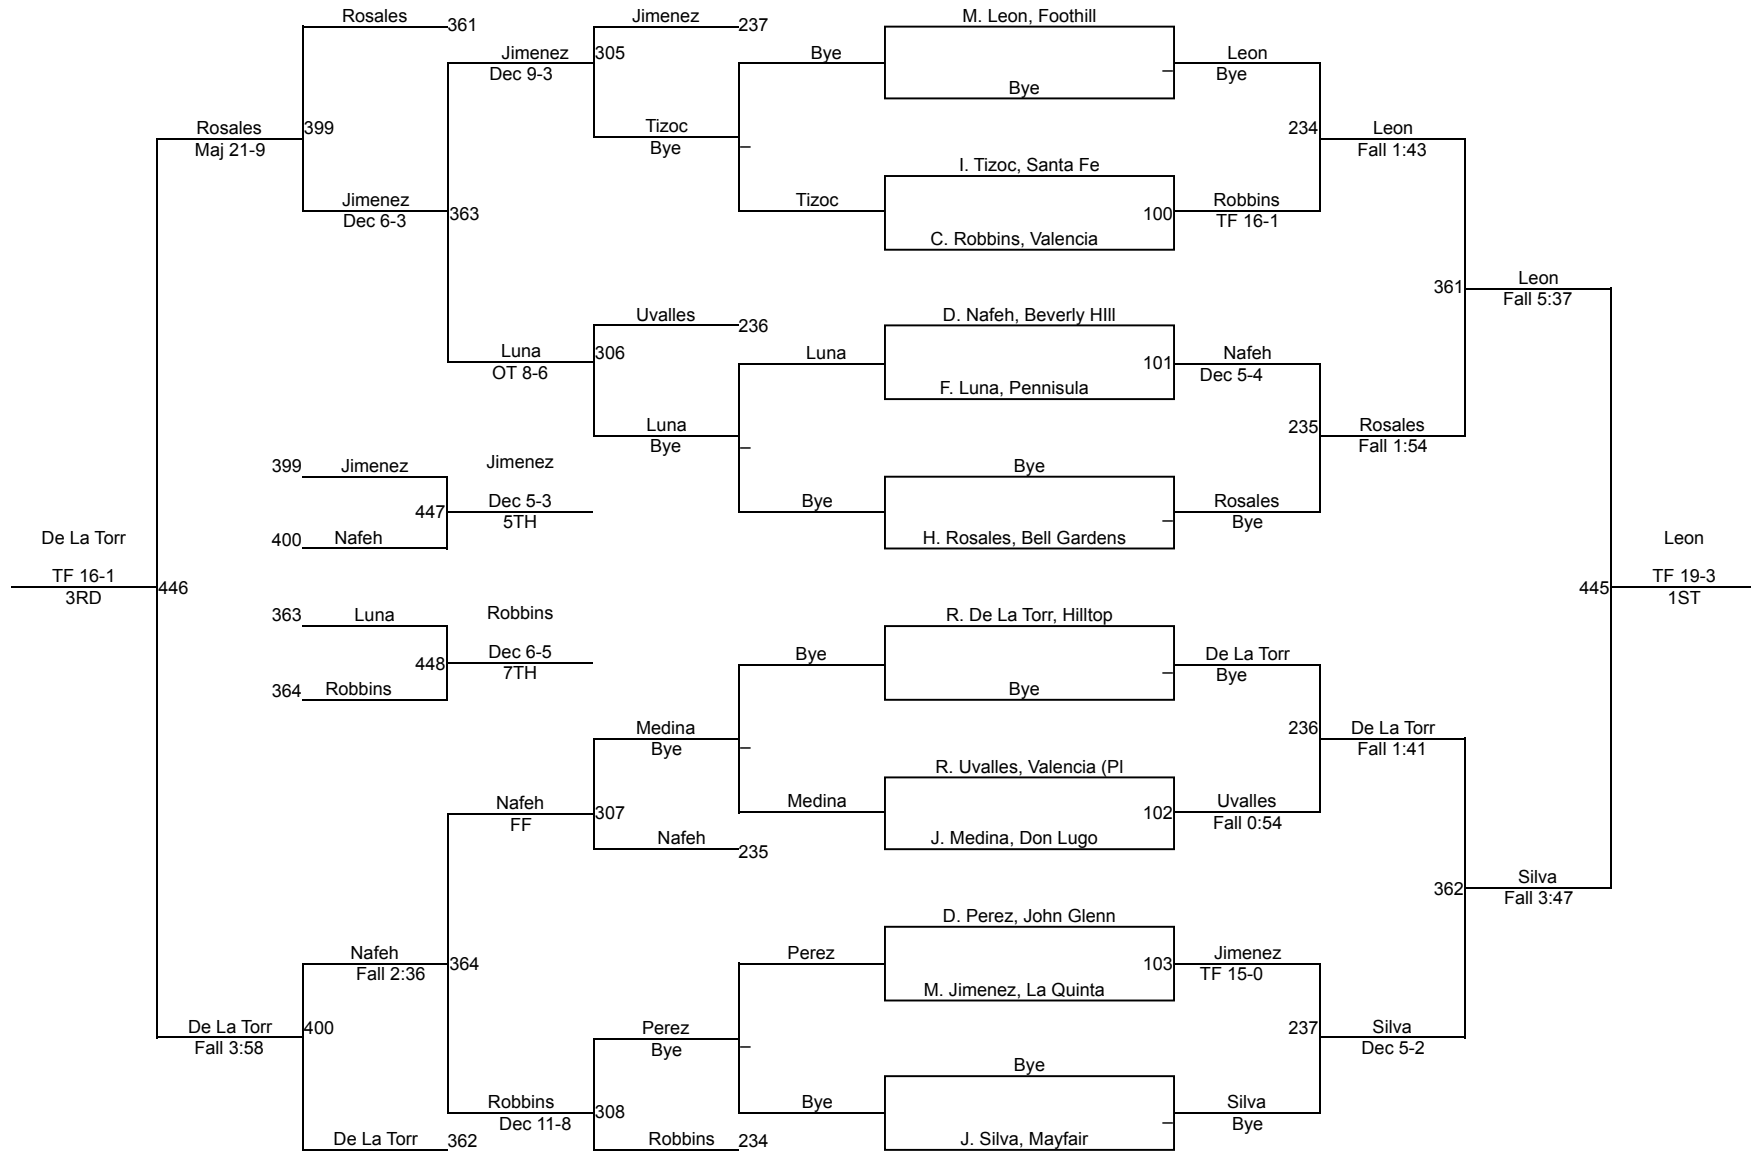 Rosales
361
Jimenez
237
M. Leon, Foothill
Jimenez
305
Bye
Leon
Dec 9-3
Bye
Bye
Rosales
399
Tizoc
234
Leon
Maj 21-9
Bye
Fall 1:43
I. Tizoc, Santa Fe
Jimenez
363
Tizoc
100
Robbins
Dec 6-3
TF 16-1
C. Robbins, Valencia
361
Leon
Fall 5:37
Uvalles
236
D. Nafeh, Beverly HIll
Luna
306
Luna
101
Nafeh
OT 8-6
Dec 5-4
F. Luna, Pennisula
Luna
235
Rosales
Bye
Fall 1:54
399
Jimenez
Jimenez
Bye
447
Dec 5-3
Bye
Rosales
5TH
Bye
400
Nafeh
H. Rosales, Bell Gardens
De La Torr
Leon
TF 16-1
446
445
TF 19-3
3RD
1ST
363
Luna
Robbins
R. De La Torr, Hilltop
448
Dec 6-5
Bye
De La Torr
7TH
Bye
364
Robbins
Bye
Medina
236
De La Torr
Bye
Fall 1:41
R. Uvalles, Valencia (Pl
Nafeh
307
Medina
102
Uvalles
FF
Fall 0:54
Nafeh
235
J. Medina, Don Lugo
362
Silva
Fall 3:47
D. Perez, John Glenn
Nafeh
364
Perez
103
Jimenez
Fall 2:36
TF 15-0
M. Jimenez, La Quinta
De La Torr
400
Perez
237
Silva
Fall 3:58
Bye
Dec 5-2
Bye
Robbins
308
Bye
Silva
Dec 11-8
Bye
De La Torr
362
Robbins
234
J. Silva, Mayfair